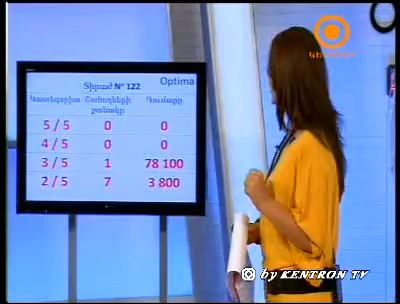 Տիրաժ № 122 Optima
Կատեգորիա Շահողների քանակը Գումարը
5 / 5 0 0
4 / 5 0 0
3 / 5 1 78 100
2 / 5 7 3 800
by KENTRON TV